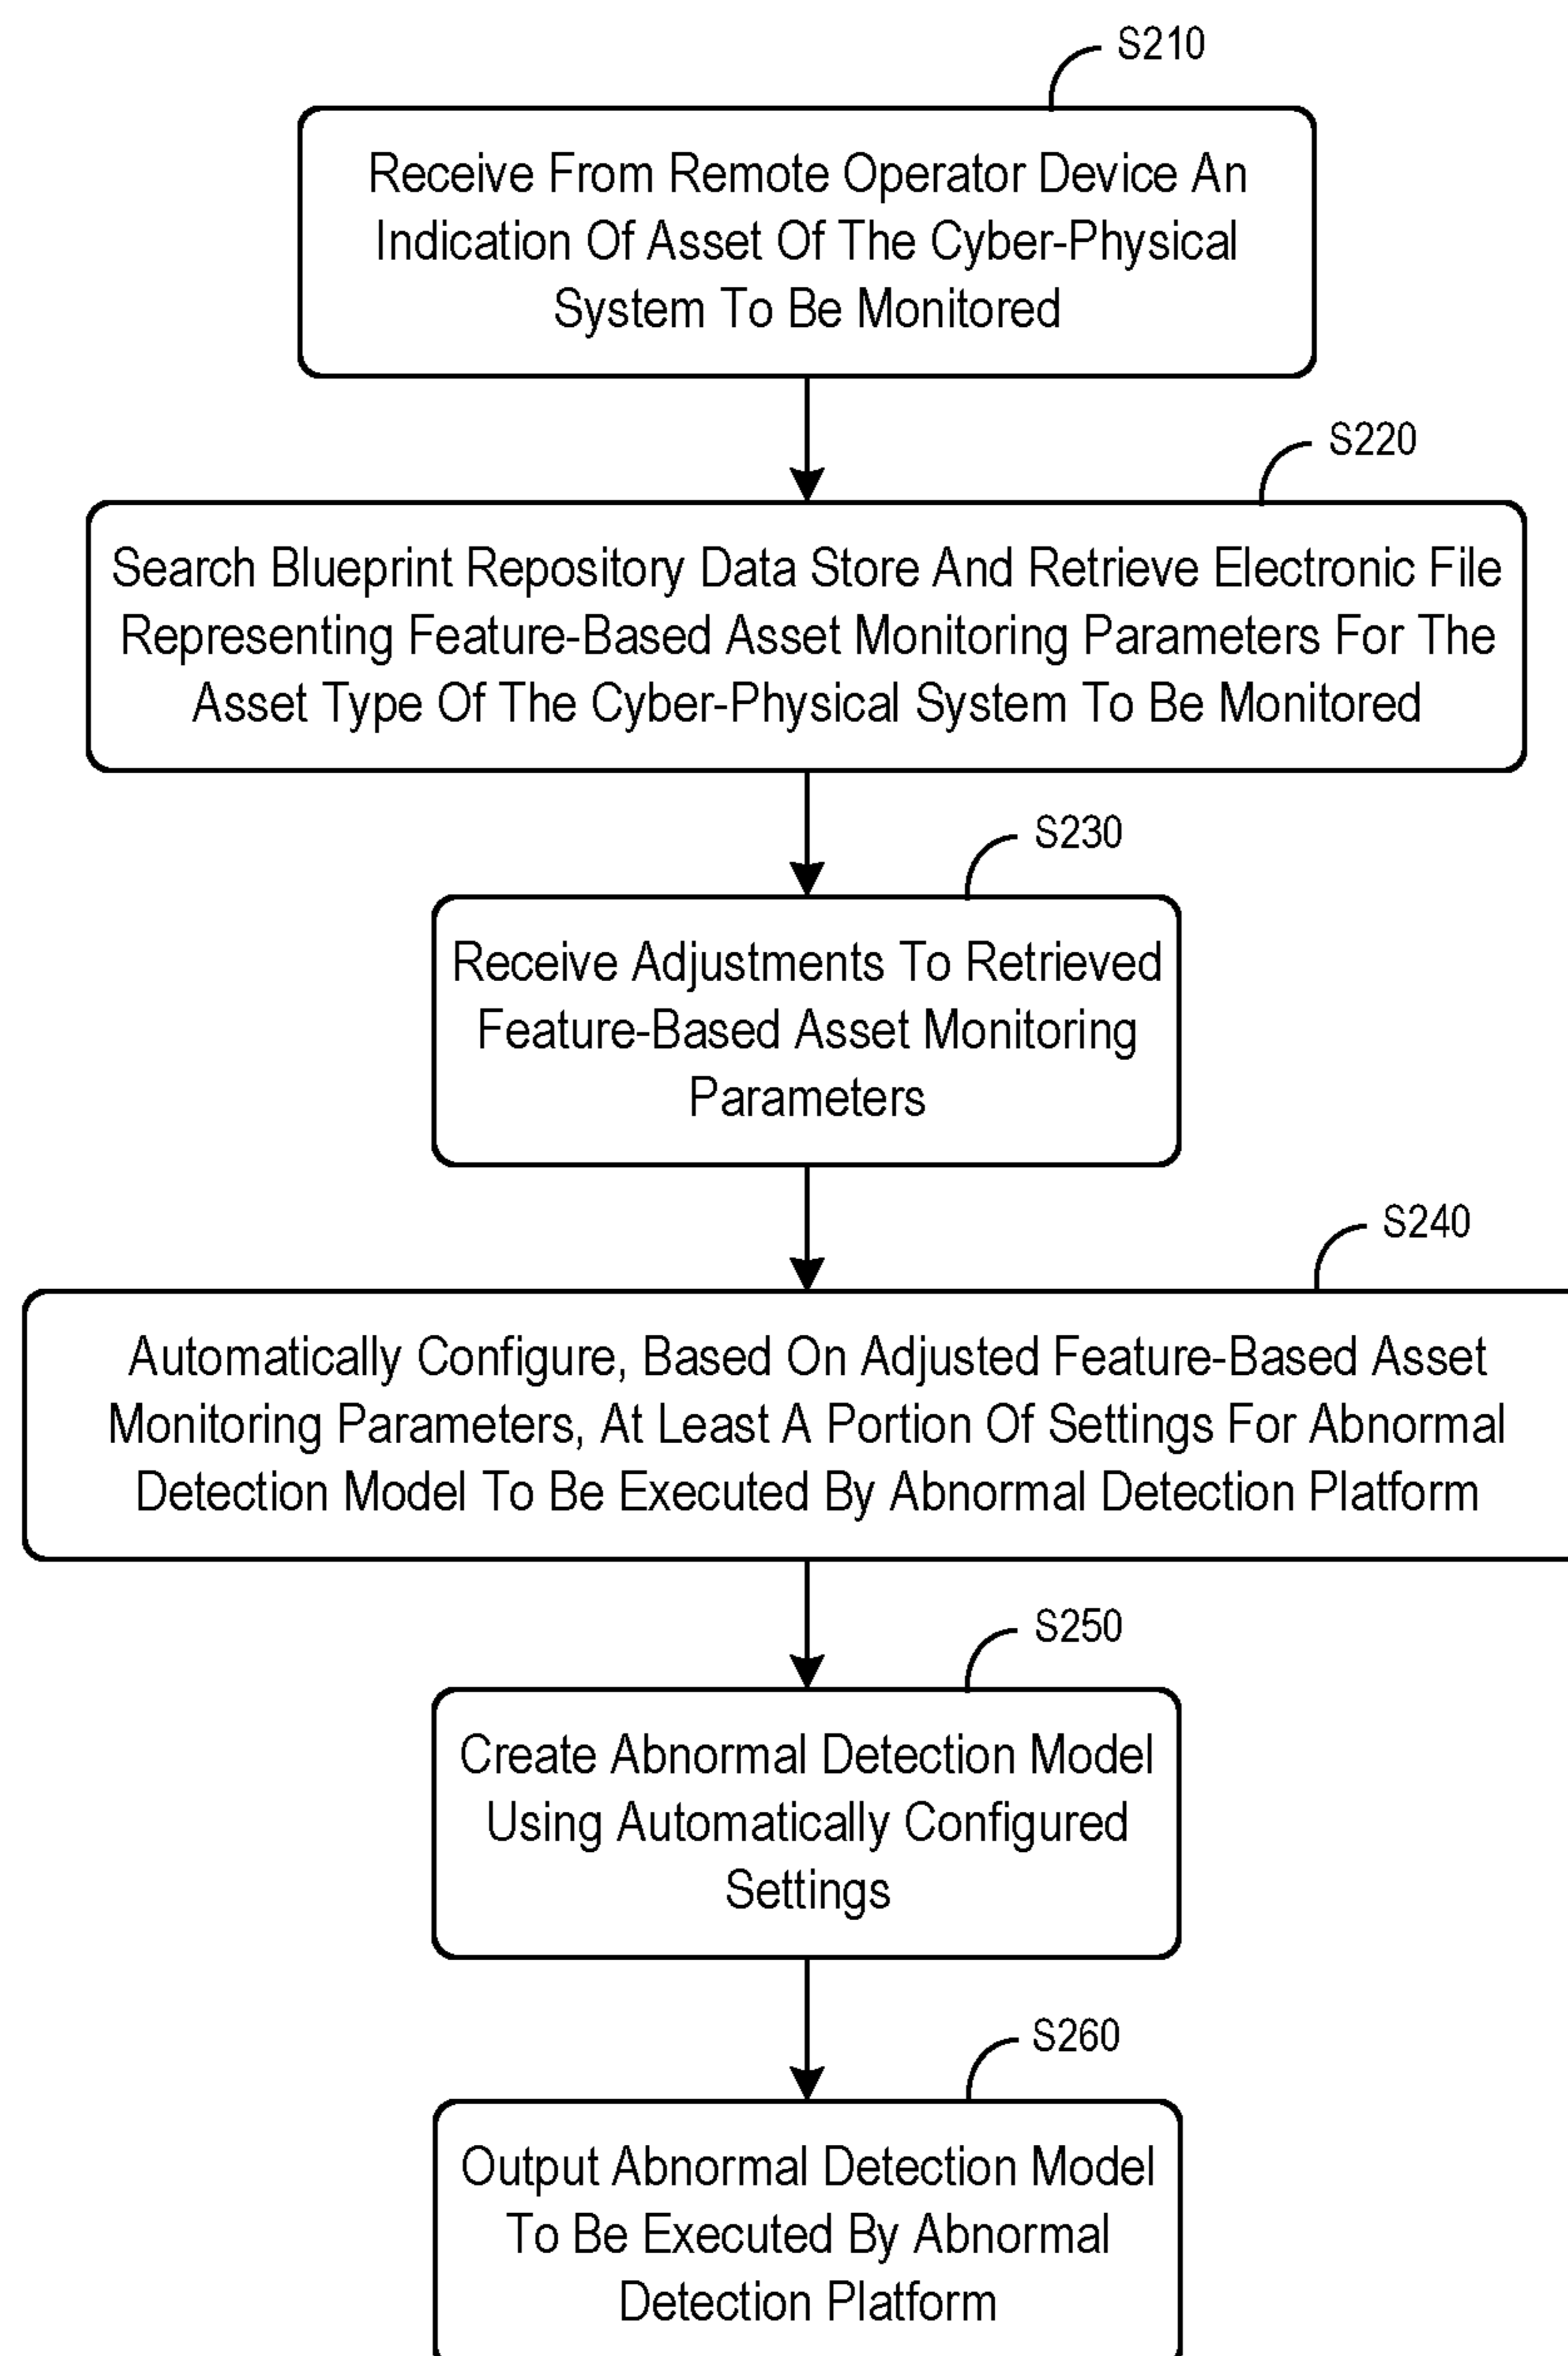 S210
Receive From Remote Operator Device An
Indication Of Asset Of The Cyber-Physical
System To Be Monitored
S220
Search Blueprint Repository Data Store And Retrieve Electronic File
Representing Feature-Based Asset Monitoring Parameters For The
Asset Type Of The Cyber-Physical System To Be Monitored
S230
Receive Adjustments To Retrieved
Feature-Based Asset Monitoring
Parameters
S240
Automatically Configure, Based On Adjusted Feature-Based Asset
Monitoring Parameters, At Least A Portion Of Settings For Abnormal
Detection Model To Be Executed By Abnormal Detection Platform
S250
Create Abnormal Detection Model
Using Automatically Configured
Settings
S260
Output Abnormal Detection Model
To Be Executed By Abnormal
Detection Platform